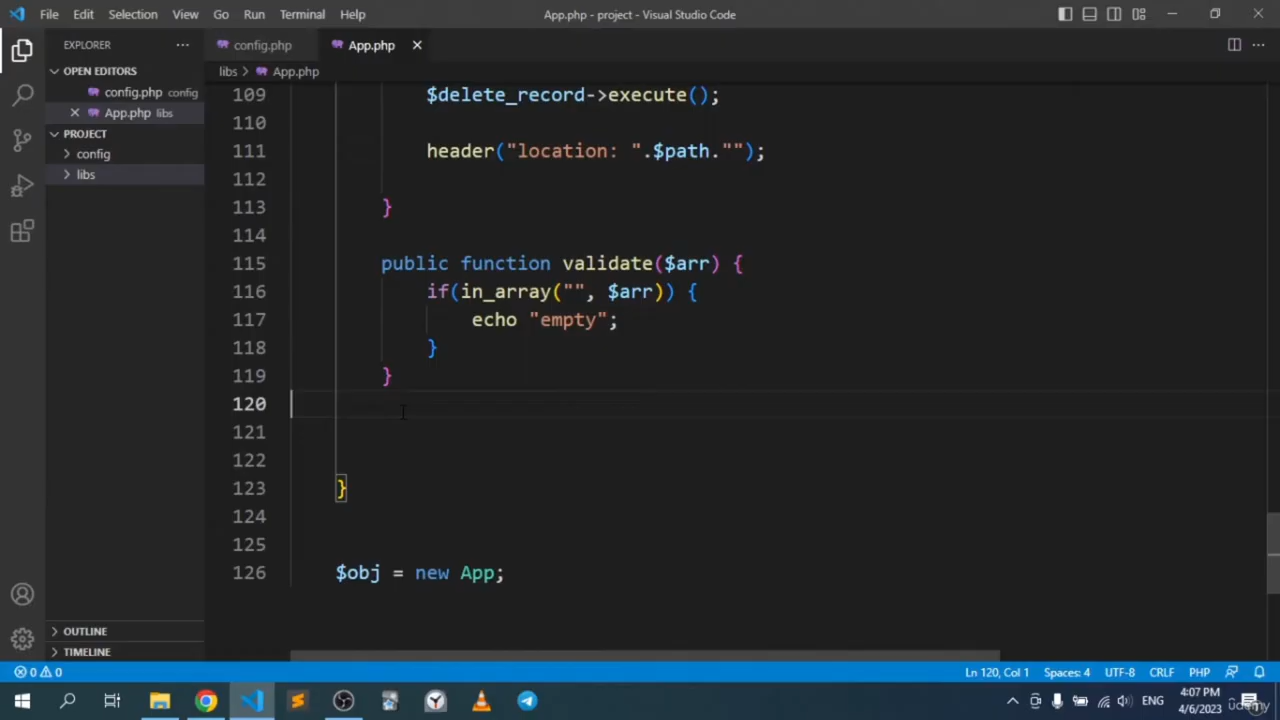 File Edit Selection View Go Run Terminal Help App.php - project - Visual Studio Code
EXPLORER
config.php App.php
OPEN EDITORS
libs App.php
config.php config
App.php libs
PROJECT
config
libs
109 $delete_record->execute();
110
111 header("location: ".$path."");
112
113 }
114
115 public function validate($arr) {
116 if(in_array("", $arr)) {
117 echo "empty";
118 }
119 }
120
121
122
123 }
124
125
126 $obj = new App;
OUTLINE
TIMELINE
0 0 Ln 120, Col 1 Spaces: 4 UTF-8 CRLF PHP
ENG 4:07 PM
4/6/2023
udemy